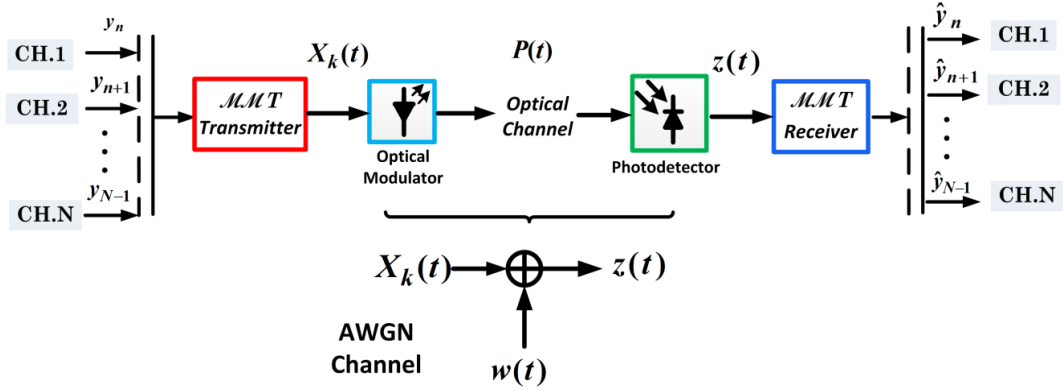 y_n
CH.1
y_{n+1}
CH.2
y_{N-1}
CH.N
MMT
Transmitter
X_k(t)
Optical
Modulator
P(t)
Optical
Channel
z(t)
Photodetector
MMT
Receiver
ŷ_n
CH.1
ŷ_{n+1}
CH.2
ŷ_{N-1}
CH.N
X_k(t)
z(t)
AWGN
Channel
w(t)